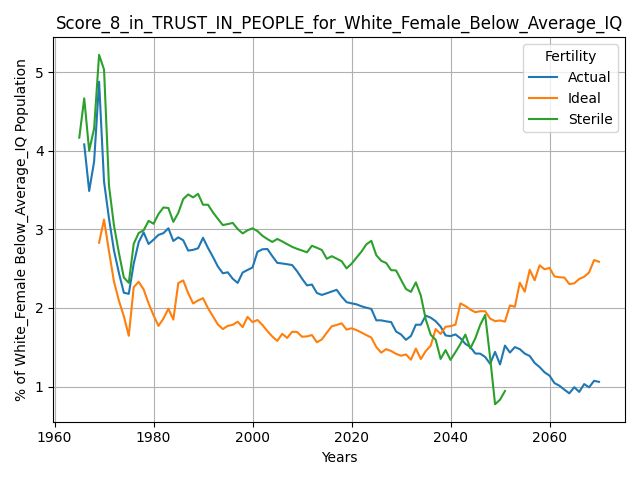 Score_8_in_TRUST_IN_PEOPLE_for_White_Female_Below_Average_IQ
% of White_Female Below_Average_IQ Population
5
4
3
2
1
Fertility
Actual
Ideal
Sterile
1960 1980 2000 2020 2040 2060
Years